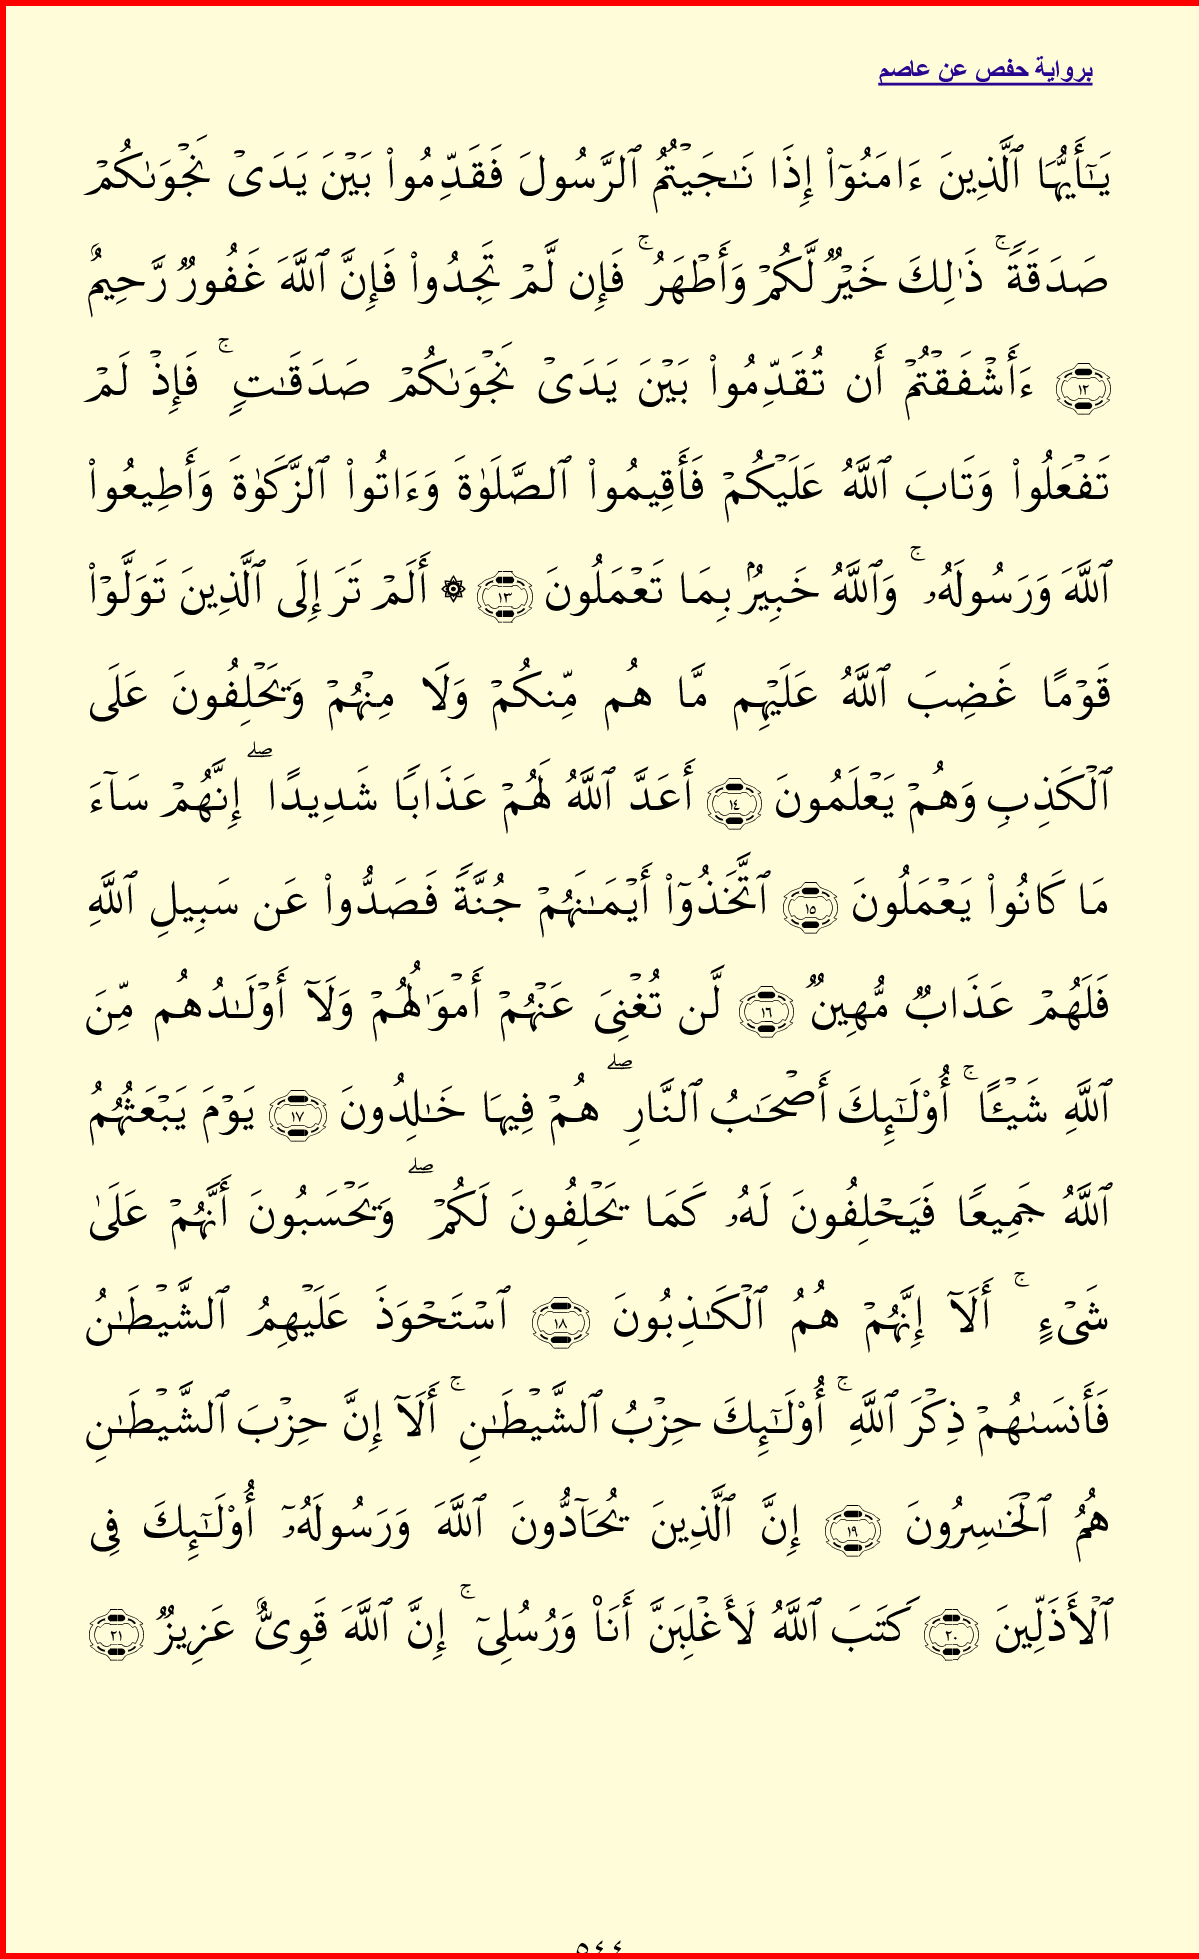 برواية حفص عن عاصم
يَـٰٓأَيُّهَا ٱلَّذِينَ ءَامَنُوٓا۟ إِذَا نَـٰجَيْتُمُ ٱلرَّسُولَ فَقَدِّمُوا۟ بَيْنَ يَدَىْ نَجْوَىٰكُمْ
صَدَقَةً ۚ ذَٰلِكَ خَيْرٌ لَّكُمْ وَأَطْهَرُ ۚ فَإِن لَّمْ تَجِدُوا۟ فَإِنَّ ٱللَّهَ غَفُورٌ رَّحِيمٌ
﴿١٢﴾ ءَأَشْفَقْتُمْ أَن تُقَدِّمُوا۟ بَيْنَ يَدَىْ نَجْوَىٰكُمْ صَدَقَـٰتٍ ۚ فَإِذْ لَمْ
تَفْعَلُوا۟ وَتَابَ ٱللَّهُ عَلَيْكُمْ فَأَقِيمُوا۟ ٱلصَّلَوٰةَ وَءَاتُوا۟ ٱلزَّكَوٰةَ وَأَطِيعُوا۟
ٱللَّهَ وَرَسُولَهُۥ ۚ وَٱللَّهُ خَبِيرٌۢ بِمَا تَعْمَلُونَ ﴿١٣﴾ ۞ أَلَمْ تَرَ إِلَى ٱلَّذِينَ تَوَلَّوْا۟
قَوْمًا غَضِبَ ٱللَّهُ عَلَيْهِم مَّا هُم مِّنكُمْ وَلَا مِنْهُمْ وَيَحْلِفُونَ عَلَى
ٱلْكَذِبِ وَهُمْ يَعْلَمُونَ ﴿١٤﴾ أَعَدَّ ٱللَّهُ لَهُمْ عَذَابًا شَدِيدًا ۖ إِنَّهُمْ سَآءَ
مَا كَانُوا۟ يَعْمَلُونَ ﴿١٥﴾ ٱتَّخَذُوٓا۟ أَيْمَـٰنَهُمْ جُنَّةً فَصَدُّوا۟ عَن سَبِيلِ ٱللَّهِ
فَلَهُمْ عَذَابٌ مُّهِينٌ ﴿١٦﴾ لَّن تُغْنِىَ عَنْهُمْ أَمْوَٰلُهُمْ وَلَآ أَوْلَـٰدُهُم مِّنَ
ٱللَّهِ شَيْـًٔا ۚ أُو۟لَـٰٓئِكَ أَصْحَـٰبُ ٱلنَّارِ ۖ هُمْ فِيهَا خَـٰلِدُونَ ﴿١٧﴾ يَوْمَ يَبْعَثُهُمُ
ٱللَّهُ جَمِيعًا فَيَحْلِفُونَ لَهُۥ كَمَا يَحْلِفُونَ لَكُمْ ۖ وَيَحْسَبُونَ أَنَّهُمْ عَلَىٰ
شَىْءٍ ۚ أَلَآ إِنَّهُمْ هُمُ ٱلْكَـٰذِبُونَ ﴿١٨﴾ ٱسْتَحْوَذَ عَلَيْهِمُ ٱلشَّيْطَـٰنُ
فَأَنسَىٰهُمْ ذِكْرَ ٱللَّهِ ۚ أُو۟لَـٰٓئِكَ حِزْبُ ٱلشَّيْطَـٰنِ ۚ أَلَآ إِنَّ حِزْبَ ٱلشَّيْطَـٰنِ
هُمُ ٱلْخَـٰسِرُونَ ﴿١٩﴾ إِنَّ ٱلَّذِينَ يُحَآدُّونَ ٱللَّهَ وَرَسُولَهُۥٓ أُو۟لَـٰٓئِكَ فِى
ٱلْأَذَلِّينَ ﴿٢٠﴾ كَتَبَ ٱللَّهُ لَأَغْلِبَنَّ أَنَا۠ وَرُسُلِىٓ ۚ إِنَّ ٱللَّهَ قَوِىٌّ عَزِيزٌ ﴿٢١﴾
٥٤٤